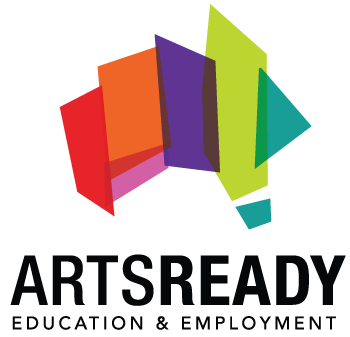 ARTSREADY
EDUCATION & EMPLOYMENT